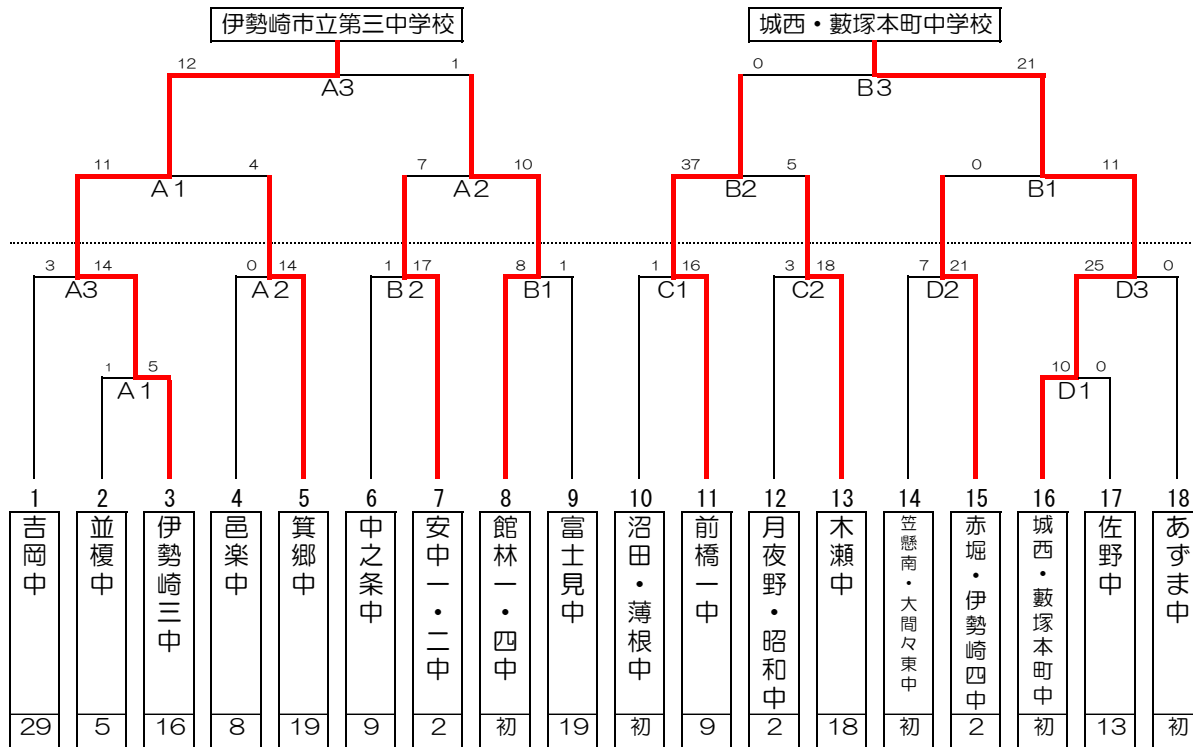 伊勢崎市立第三中学校 城西・藪塚本町中学校
12 1 0 21
A3 B3
11 4 7 10 37 5 0 11
A1 A2 B2 B1
3 14 0 14 1 17 8 1 1 16 3 18 7 21 25 0
A3 A2 B2 B1 C1 C2 D2 D3
1 5 10 0
A1 D1
1 2 3 4 5 6 7 8 9 10 11 12 13 14 15 16 17 18
吉岡中
並榎中
伊勢崎三中
邑楽中
箕郷中
中之条中
安中一・二中
館林一・四中
富士見中
沼田・薄根中
前橋一中
月夜野・昭和中
木瀬中
笠懸南・大間々東中
赤堀・伊勢崎四中
城西・藪塚本町中
佐野中
あずま中
29 5 16 8 19 9 2 初 19 初 9 2 18 初 2 初 13 初